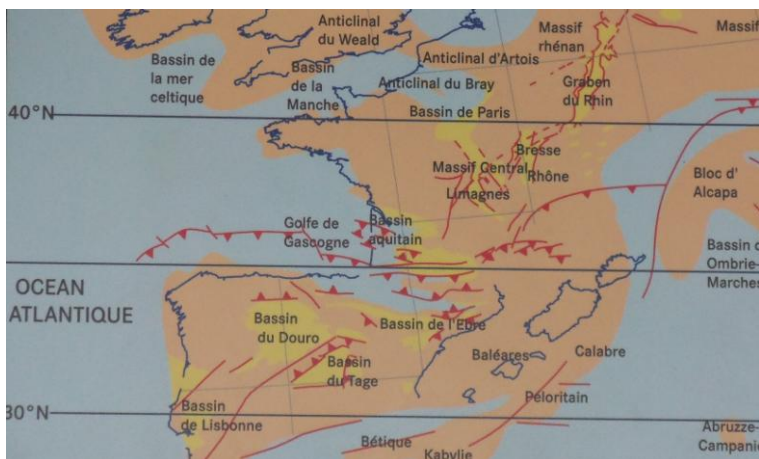 Anticlinal
du Weald
Massif
rhénan
Massif
Bassin de
la mer
celtique
Bassin
de la
Manche
Anticlinal d'Artois
Anticlinal du Bray
Graben
du Rhin
40°N
Bassin de Paris
Bresse
Massif Central
Rhône
Limagnes
Bloc d'
Alcapa
Golfe de
Gascogne
Bassin
aquitain
Bassin d
Ombrie-
Marches
OCEAN
ATLANTIQUE
Bassin
du Douro
Bassin de l'Ebre
Baléares
Calabre
Bassin
du Tage
Péloritain
30°N
Bassin
de Lisbonne
Bétique
Kabylie
Abruzze-
Campanie